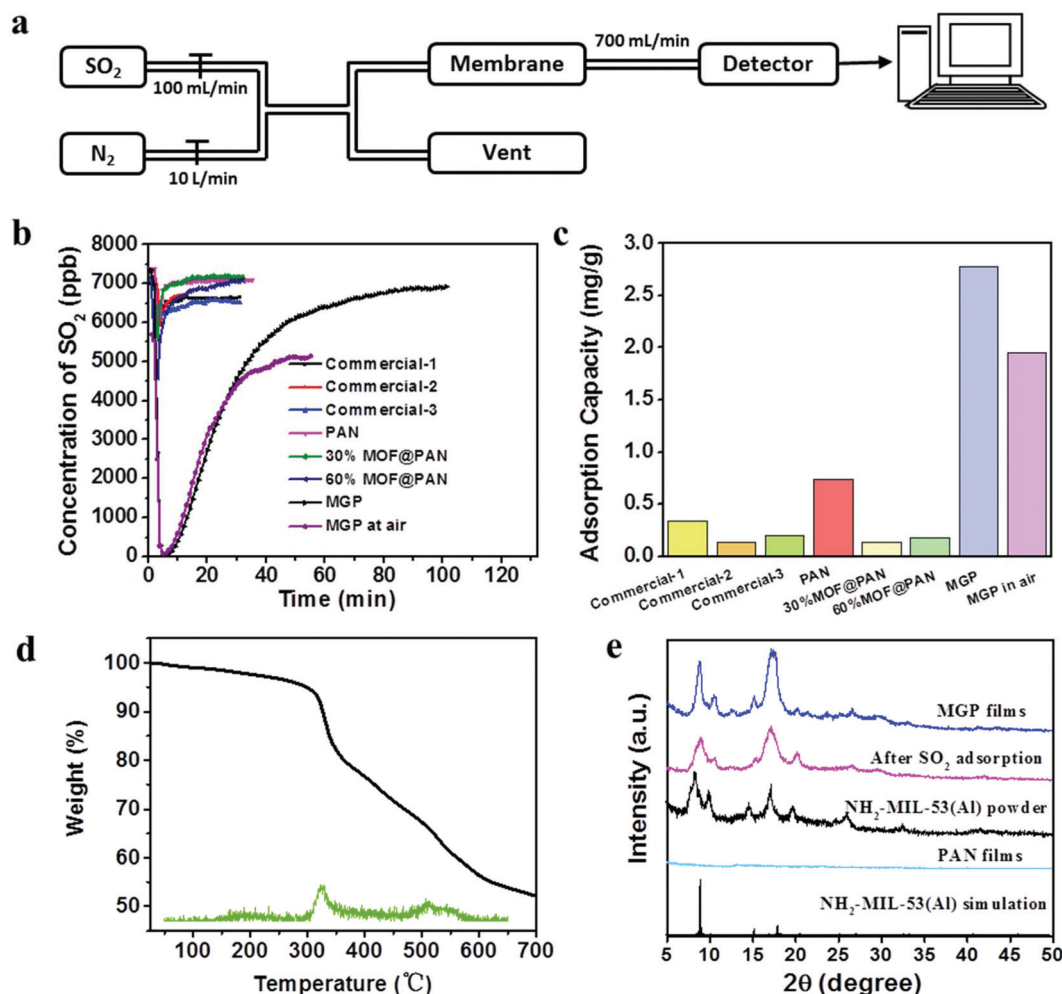 a
SO₂
100 mL/min
N₂
10 L/min
Membrane
700 mL/min
Detector
Vent
b
Concentration of SO₂ (ppb)
8000
7000
6000
5000
4000
3000
2000
1000
0
Commercial-1
Commercial-2
Commercial-3
PAN
30% MOF@PAN
60% MOF@PAN
MGP
MGP at air
0 20 40 60 80 100 120
Time (min)
c
Adsorption Capacity (mg/g)
3.0
2.5
2.0
1.5
1.0
0.5
0.0
Commercial-1
Commercial-2
Commercial-3
PAN
30%MOF@PAN
60%MOF@PAN
MGP
MGP in air
d
Weight (%)
100
90
80
70
60
50
100 200 300 400 500 600 700
Temperature (℃)
e
Intensity (a.u.)
MGP films
After SO₂ adsorption
NH₂-MIL-53(Al) powder
PAN films
NH₂-MIL-53(Al) simulation
5 10 15 20 25 30 35 40 45 50
2θ (degree)